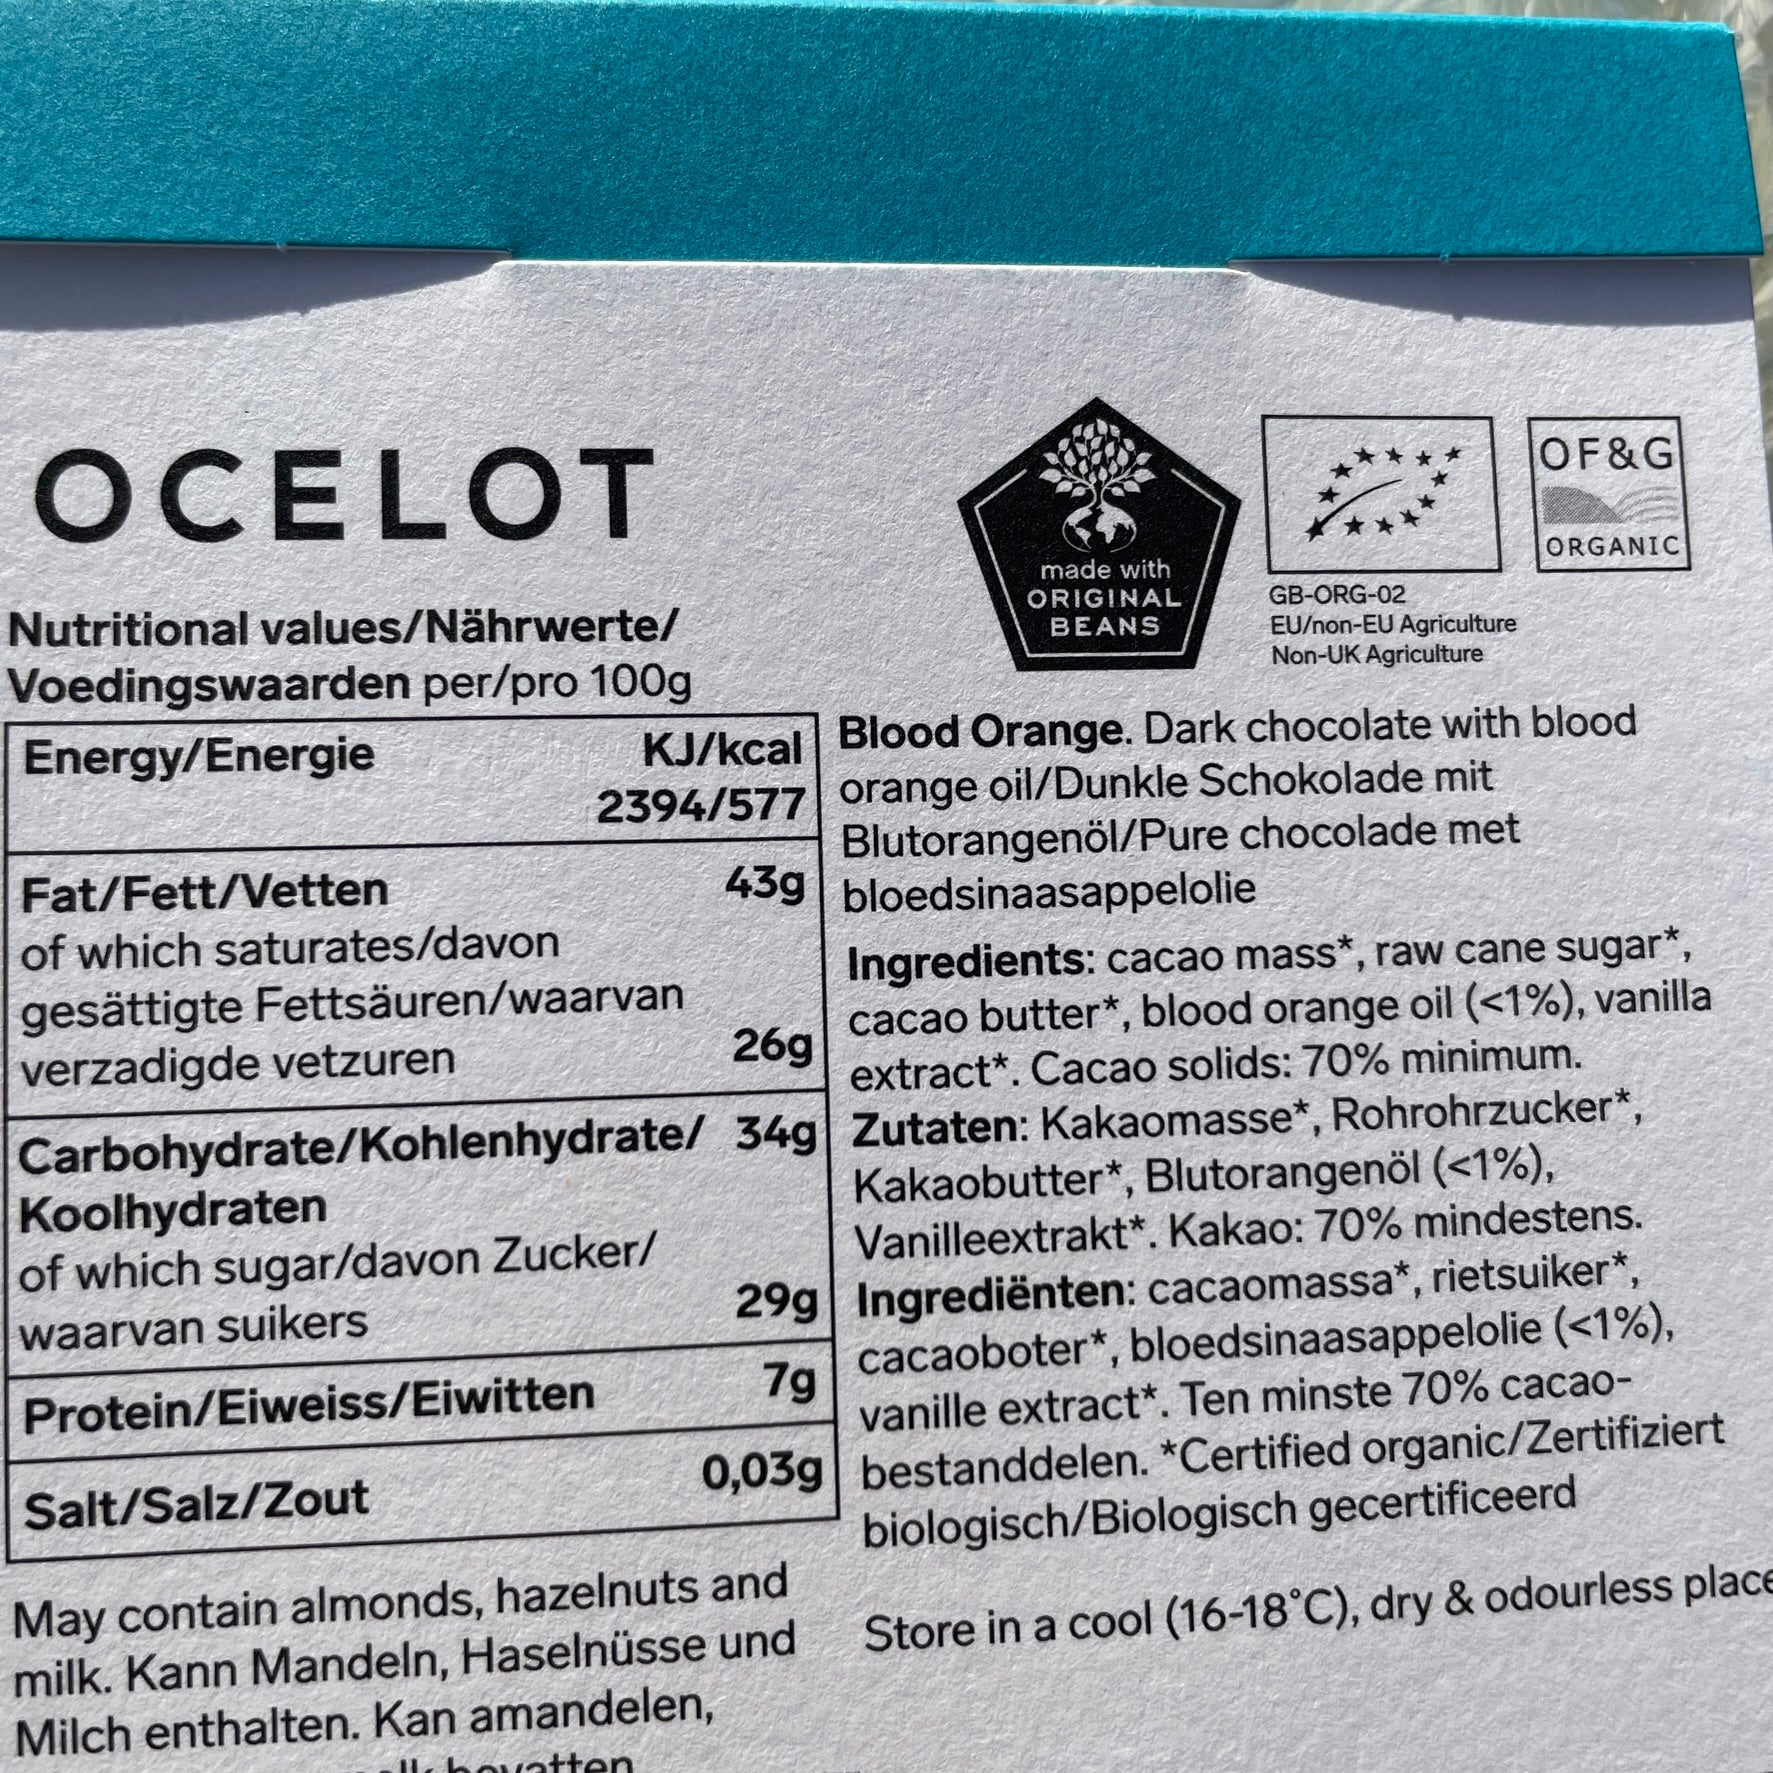 OCELOT
made with
ORIGINAL
BEANS
OF&G
ORGANIC
GB-ORG-02
EU/non-EU Agriculture
Non-UK Agriculture
Nutritional values/Nährwerte/
Voedingswaarden per/pro 100g
Energy/Energie KJ/kcal
2394/577
Fat/Fett/Vetten 43g
of which saturates/davon
gesättigte Fettsäuren/waarvan
verzadigde vetzuren 26g
Carbohydrate/Kohlenhydrate/ 34g
Koolhydraten
of which sugar/davon Zucker/
waarvan suikers 29g
Protein/Eiweiss/Eiwitten 7g
Salt/Salz/Zout 0,03g
May contain almonds, hazelnuts and
milk. Kann Mandeln, Haselnüsse und
Milch enthalten. Kan amandelen,
bevatten
Blood Orange. Dark chocolate with blood
orange oil/Dunkle Schokolade mit
Blutorangenöl/Pure chocolade met
bloedsinaasappelolie
Ingredients: cacao mass*, raw cane sugar*,
cacao butter*, blood orange oil (<1%), vanilla
extract*. Cacao solids: 70% minimum.
Zutaten: Kakaomasse*, Rohrohrzucker*,
Kakaobutter*, Blutorangenöl (<1%),
Vanilleextrakt*. Kakao: 70% mindestens.
Ingrediënten: cacaomassa*, rietsuiker*,
cacaoboter*, bloedsinaasappelolie (<1%),
vanille extract*. Ten minste 70% cacao-
bestanddelen. *Certified organic/Zertifiziert
biologisch/Biologisch gecertificeerd
Store in a cool (16-18°C), dry & odourless place